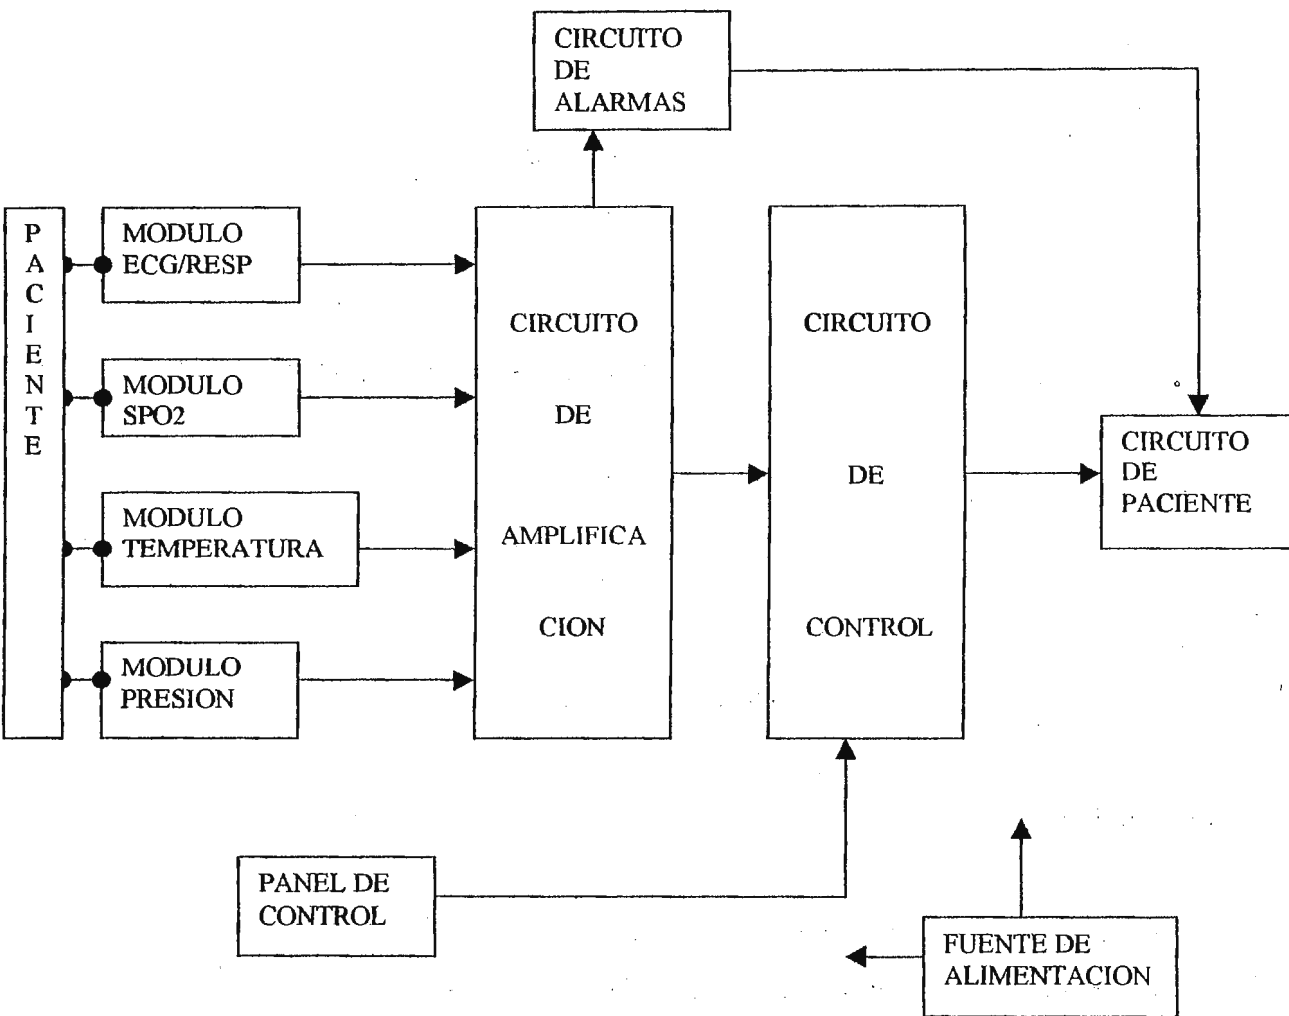 CIRCUITO
DE
ALARMAS
P
A
C
I
E
N
T
E
MODULO
ECG/RESP
MODULO
SPO2
MODULO
TEMPERATURA
MODULO
PRESION
CIRCUITO
DE
AMPLIFICA
CION
CIRCUITO
DE
CONTROL
CIRCUITO
DE
PACIENTE
PANEL DE
CONTROL
FUENTE DE
ALIMENTACION